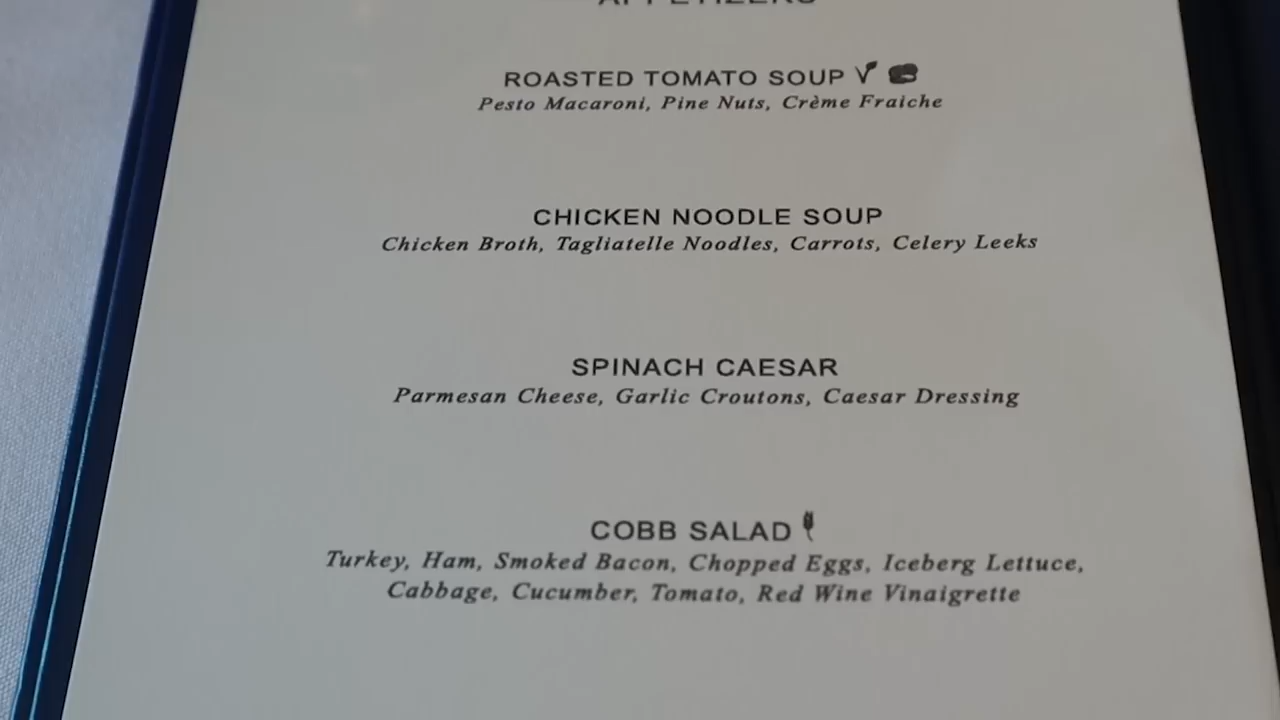 APPETIZERS
ROASTED TOMATO SOUP
Pesto Macaroni, Pine Nuts, Crème Fraiche
CHICKEN NOODLE SOUP
Chicken Broth, Tagliatelle Noodles, Carrots, Celery Leeks
SPINACH CAESAR
Parmesan Cheese, Garlic Croutons, Caesar Dressing
COBB SALAD
Turkey, Ham, Smoked Bacon, Chopped Eggs, Iceberg Lettuce,
Cabbage, Cucumber, Tomato, Red Wine Vinaigrette